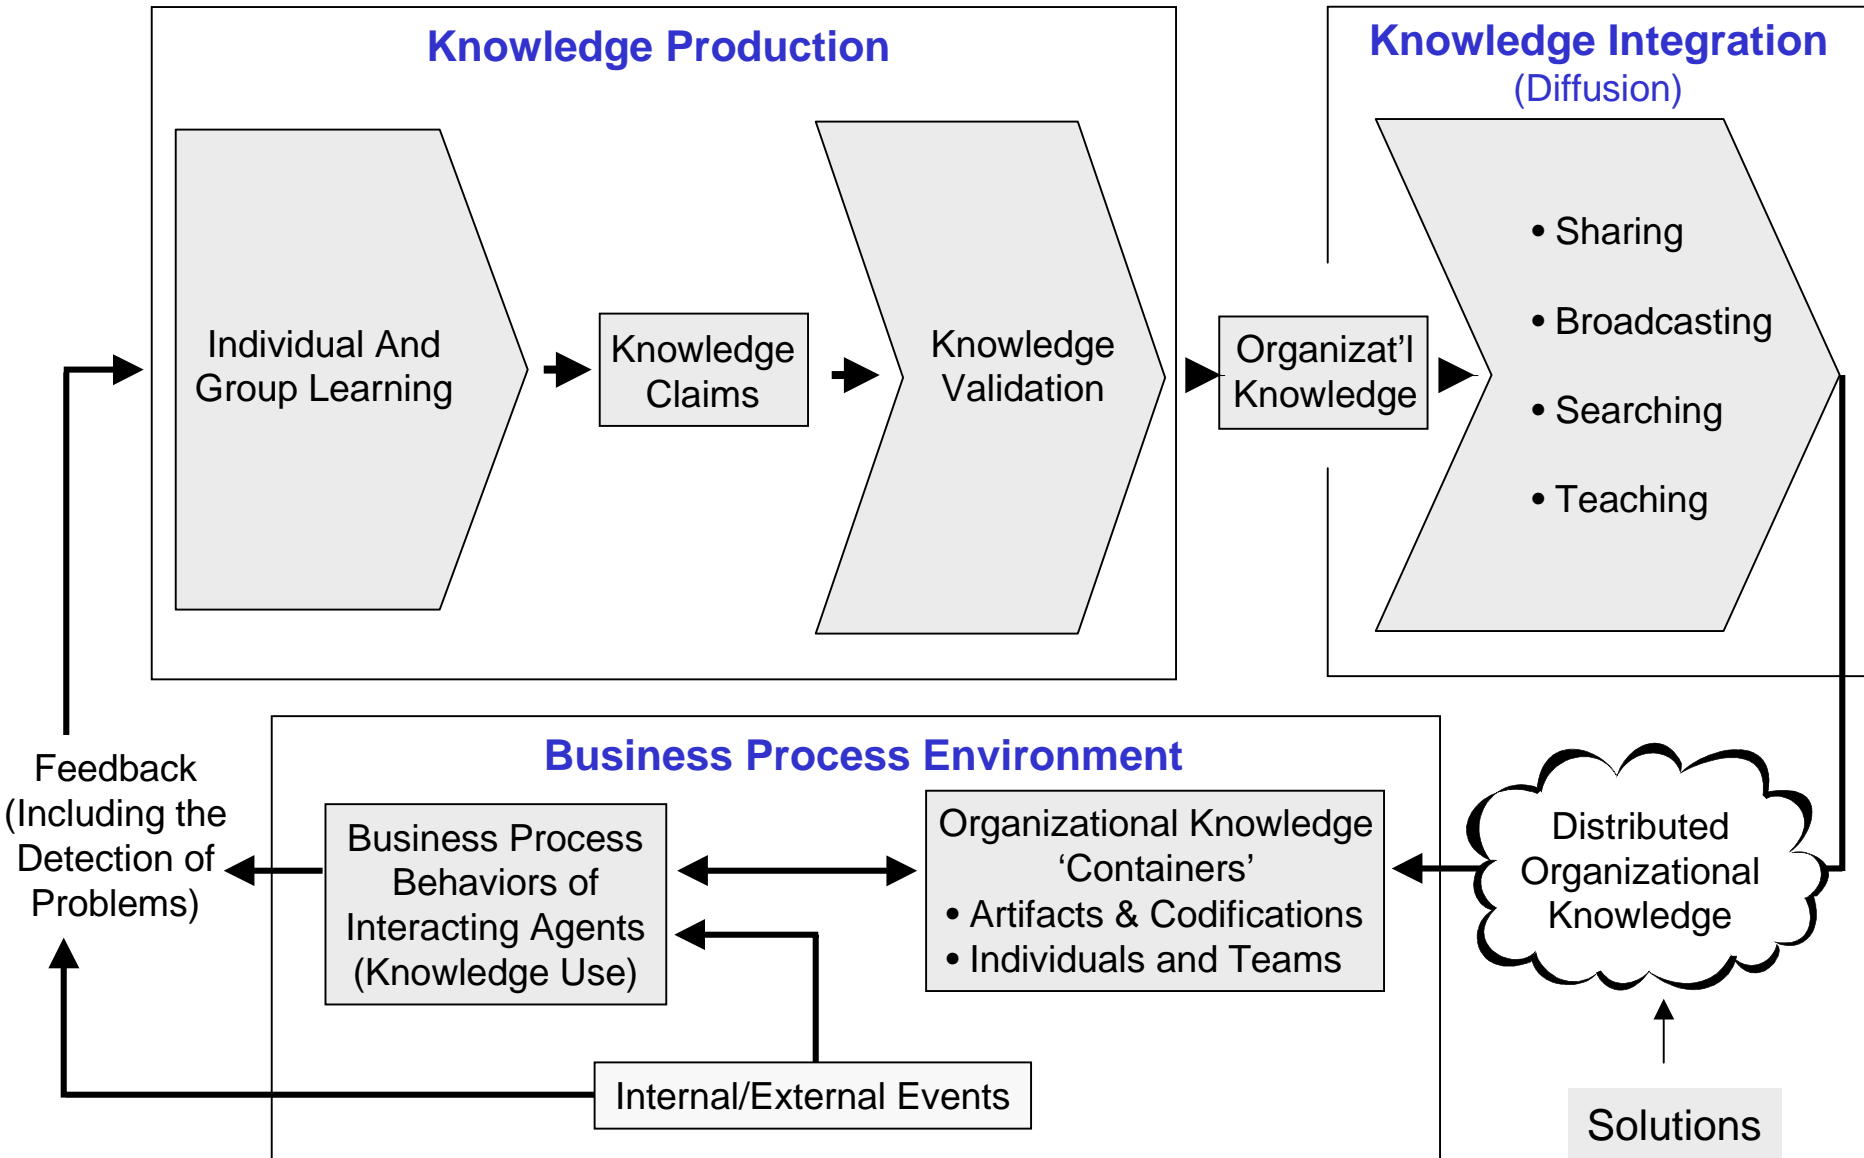 Knowledge Production
Individual And
Group Learning
Knowledge
Claims
Knowledge
Validation
Organizat’l
Knowledge
Knowledge Integration
(Diffusion)
• Sharing
• Broadcasting
• Searching
• Teaching
Feedback
(Including the
Detection of
Problems)
Business Process Environment
Business Process
Behaviors of
Interacting Agents
(Knowledge Use)
Organizational Knowledge
‘Containers’
• Artifacts & Codifications
• Individuals and Teams
Distributed
Organizational
Knowledge
Internal/External Events
Solutions